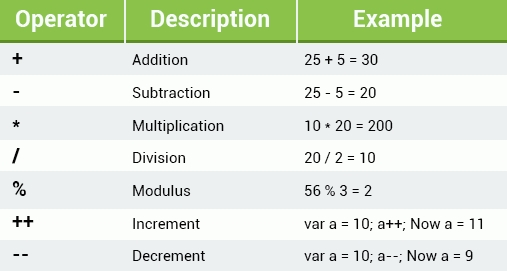 Operator Description Example
+ Addition 25 + 5 = 30
- Subtraction 25 - 5 = 20
* Multiplication 10 * 20 = 200
/ Division 20 / 2 = 10
% Modulus 56 % 3 = 2
++ Increment var a = 10; a++; Now a = 11
-- Decrement var a = 10; a--; Now a = 9